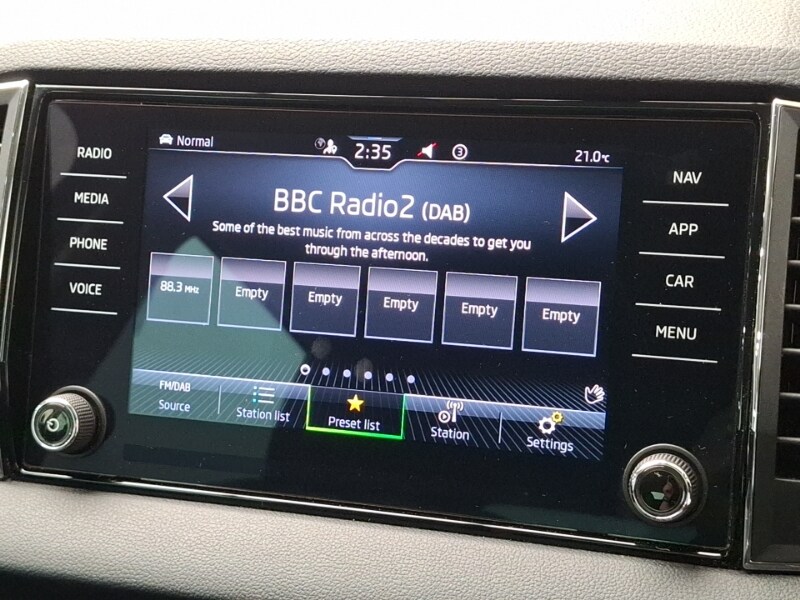 Normal
2:35
3
21.0°C
RADIO
MEDIA
PHONE
VOICE
NAV
APP
CAR
MENU
BBC Radio2 (DAB)
Some of the best music from across the decades to get you
through the afternoon.
88.3 MHz
Empty
Empty
Empty
Empty
Empty
FM/DAB
Source
Station list
Preset list
Station
Settings